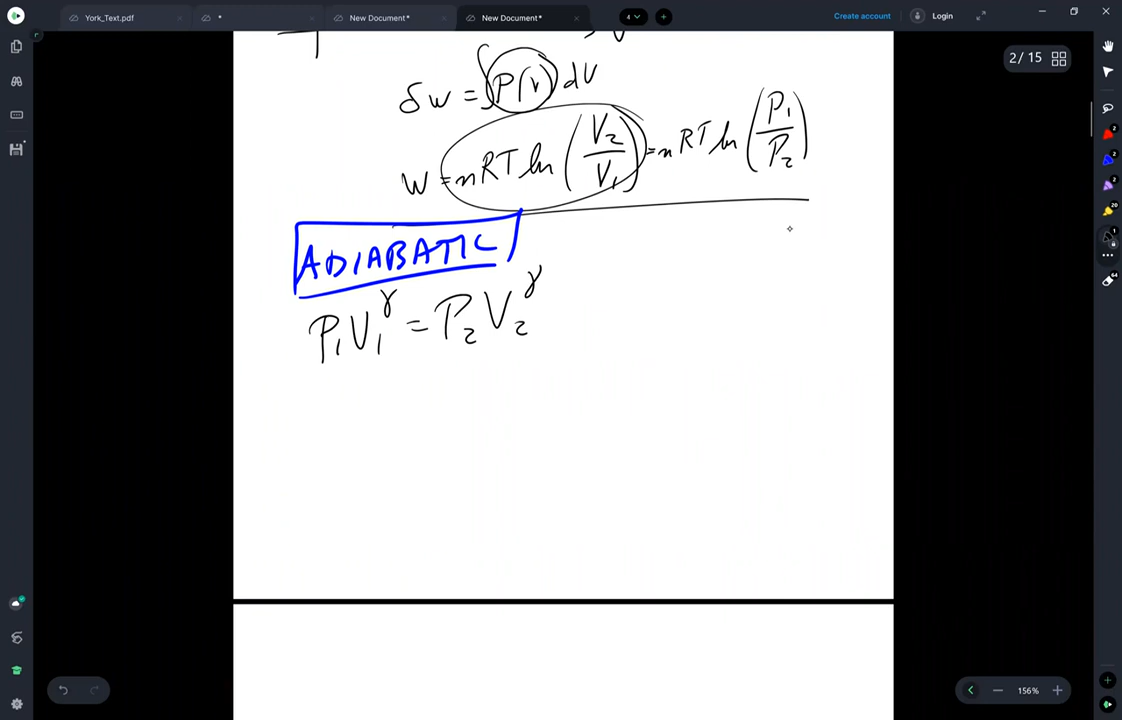 York_Text.pdf
*
New Document*
New Document*
4
Create account
Login
2 / 15
δw = ∫P(V) dV
W = nRT ln (V₂/V₁) = nRT ln (P₁/P₂)
ADIABATIC
P₁V₁^γ = P₂V₂^γ
156%